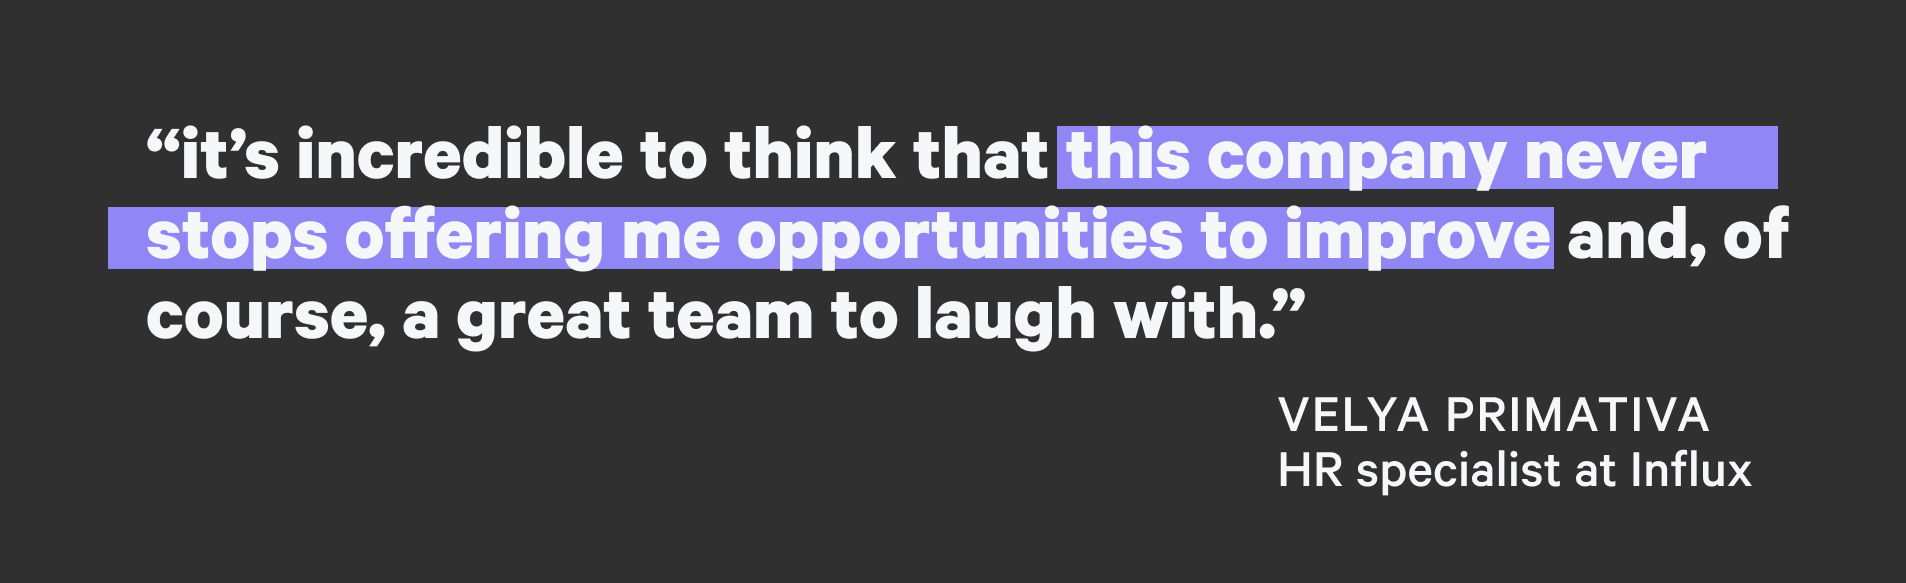 “it’s incredible to think that this company never
stops offering me opportunities to improve and, of
course, a great team to laugh with.”
VELYA PRIMATIVA
HR specialist at Influx